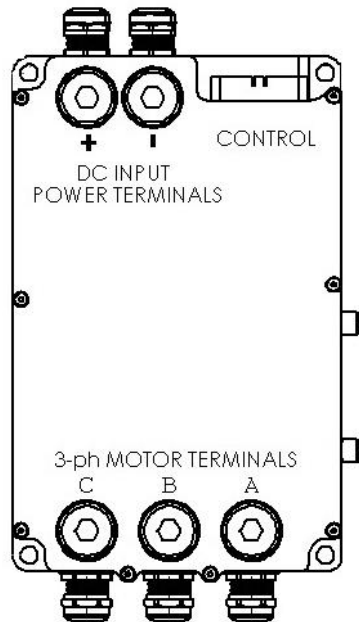 + -
CONTROL
DC INPUT
POWER TERMINALS
3-ph MOTOR TERMINALS
C B A